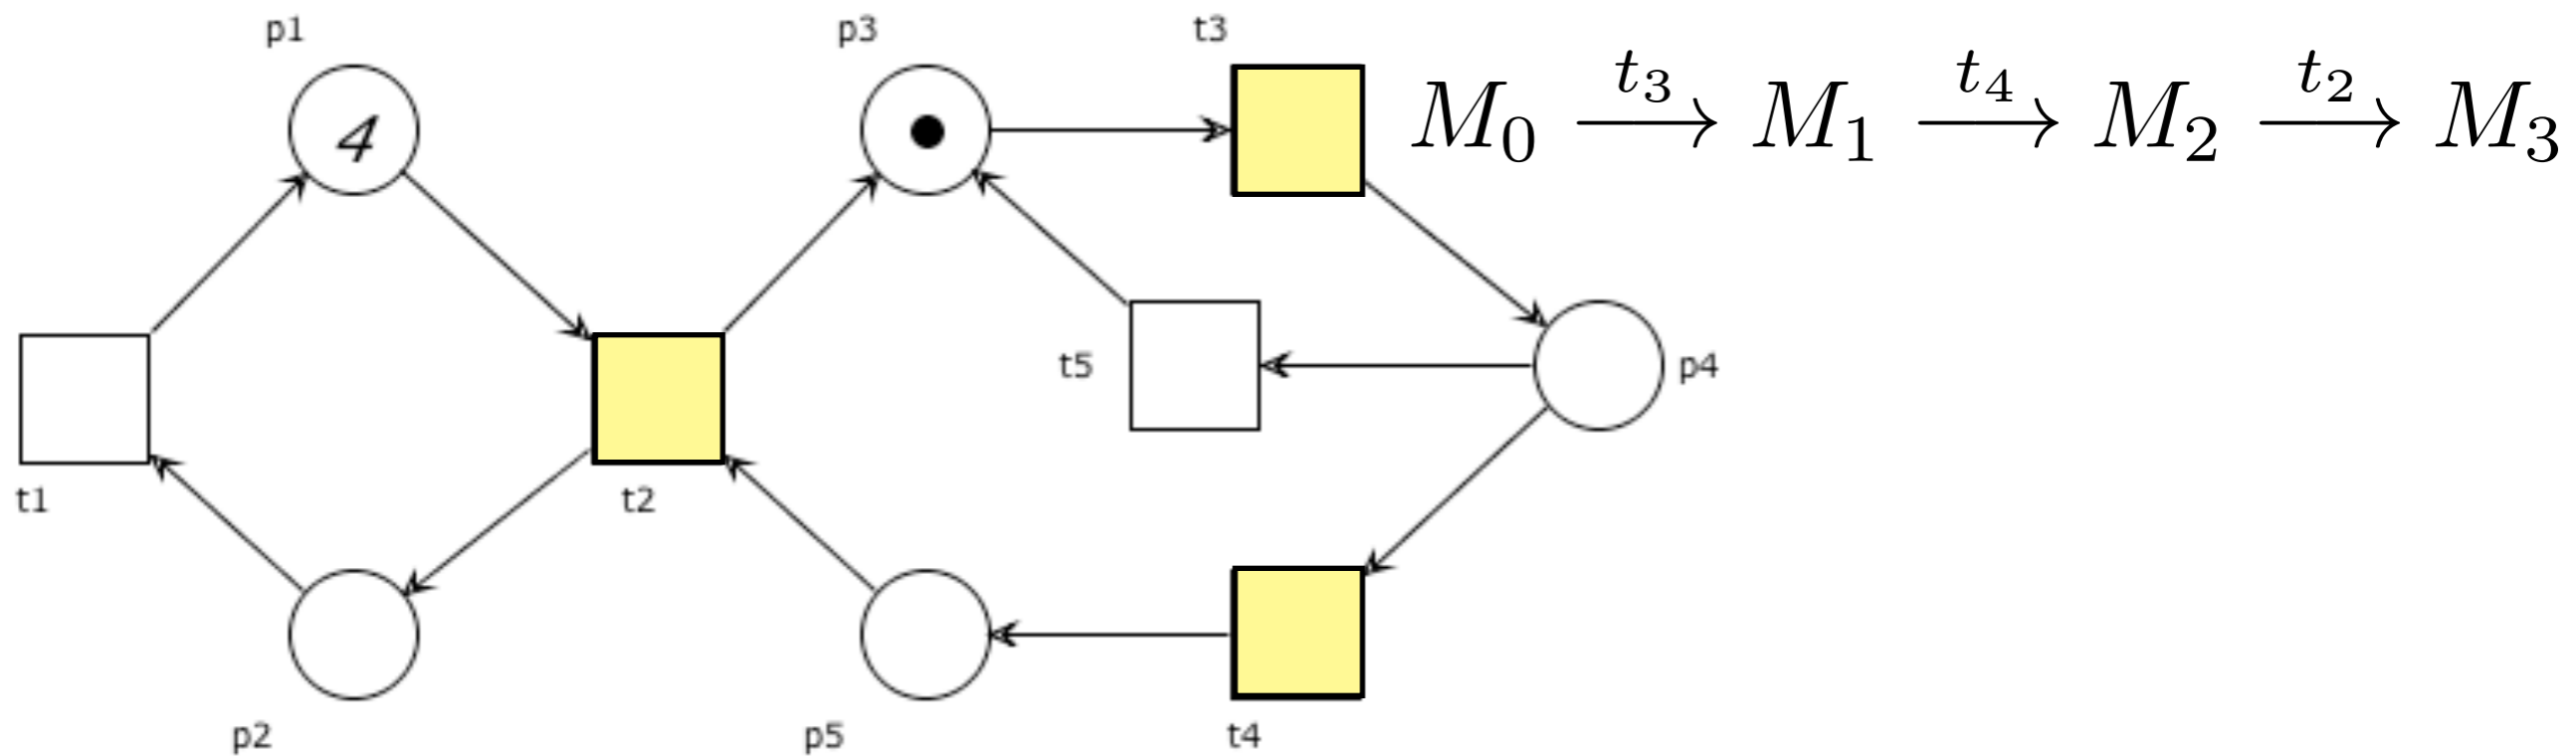 p1
p3
t3
M₀ —t₃→ M₁ —t₄→ M₂ —t₂→ M₃
4
t5
p4
t1
t2
p2
p5
t4